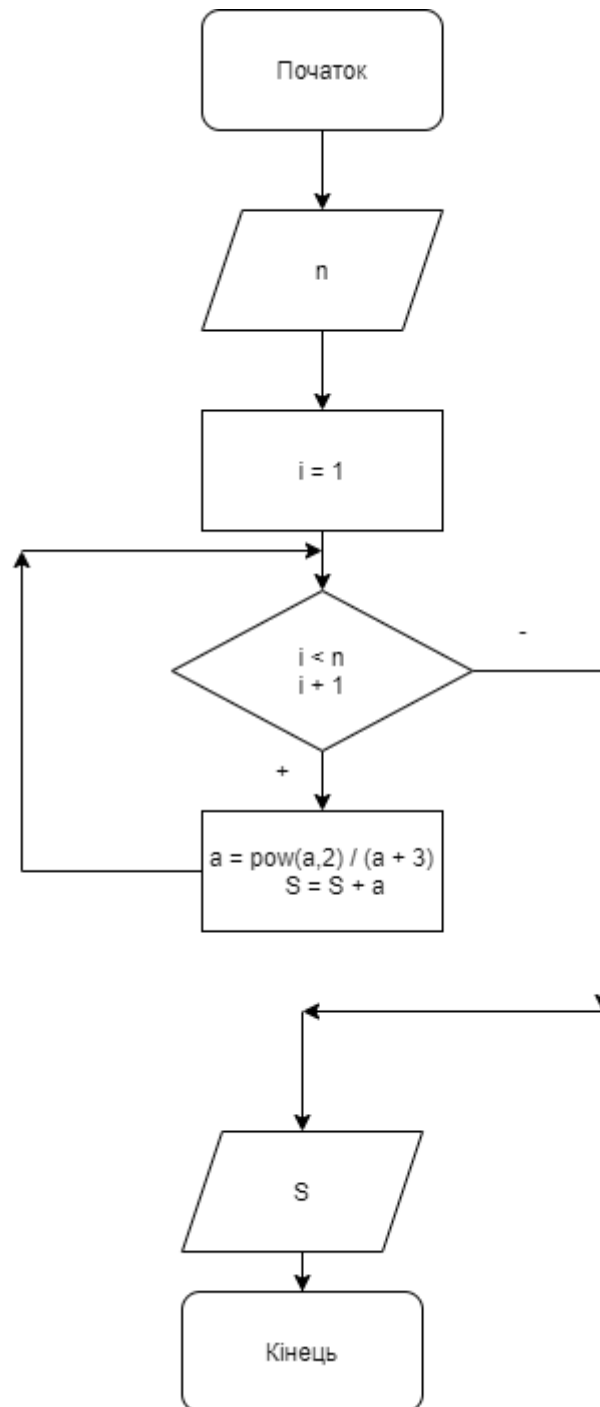 Початок
n
i = 1
i < n
i + 1
-
+
a = pow(a,2) / (a + 3)
S = S + a
S
Кінець